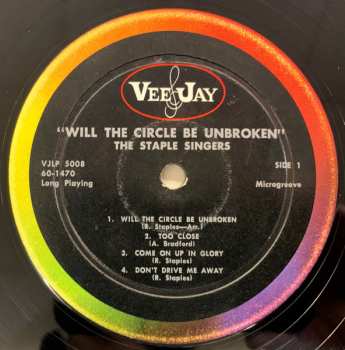 VEE JAY
"WILL THE CIRCLE BE UNBROKEN"
THE STAPLE SINGERS
VJLP 5008
60-1470
Long Playing
SIDE 1
Microgroove
1. WILL THE CIRCLE BE UNBROKEN
(R. Staples—Arr.)
2. TOO CLOSE
(A. Bradford)
3. COME ON UP IN GLORY
(R. Staples)
4. DON'T DRIVE ME AWAY
(R. Staples)